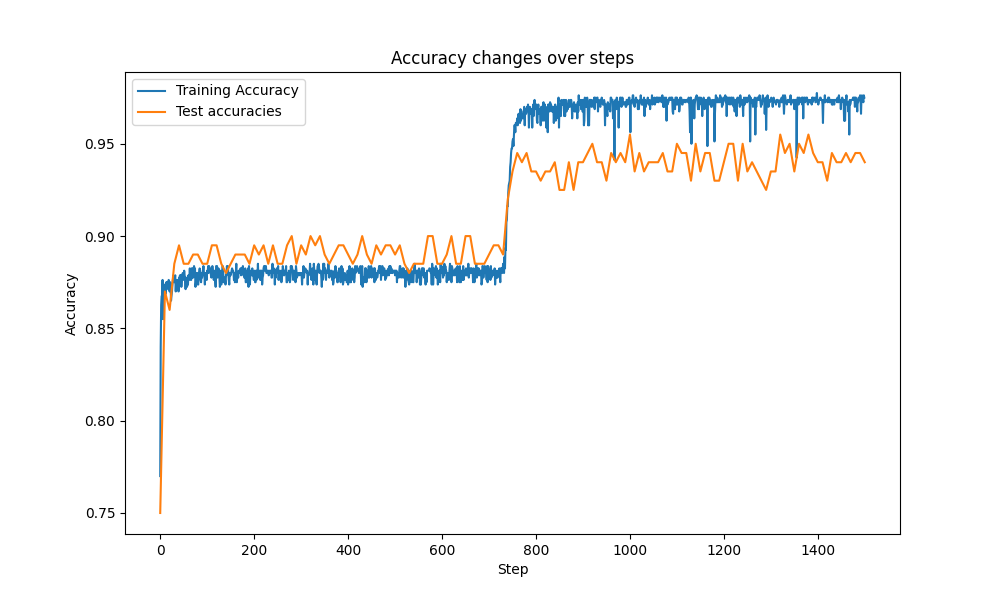 Accuracy changes over steps
Training Accuracy
Test accuracies
0.95
0.90
0.85
0.80
0.75
Accuracy
0 200 400 600 800 1000 1200 1400
Step